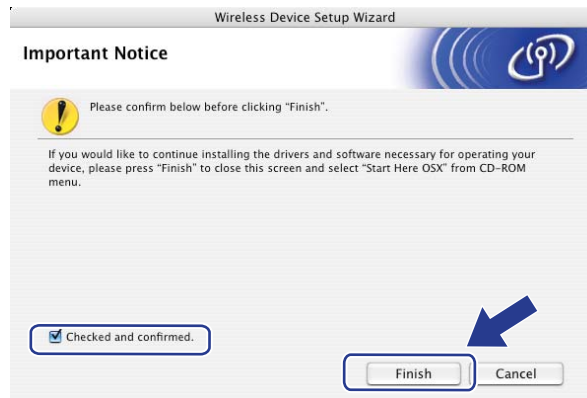 Wireless Device Setup Wizard
Important Notice
Please confirm below before clicking “Finish”.
If you would like to continue installing the drivers and software necessary for operating your
device, please press “Finish” to close this screen and select “Start Here OSX” from CD-ROM
menu.
Checked and confirmed.
Finish
Cancel